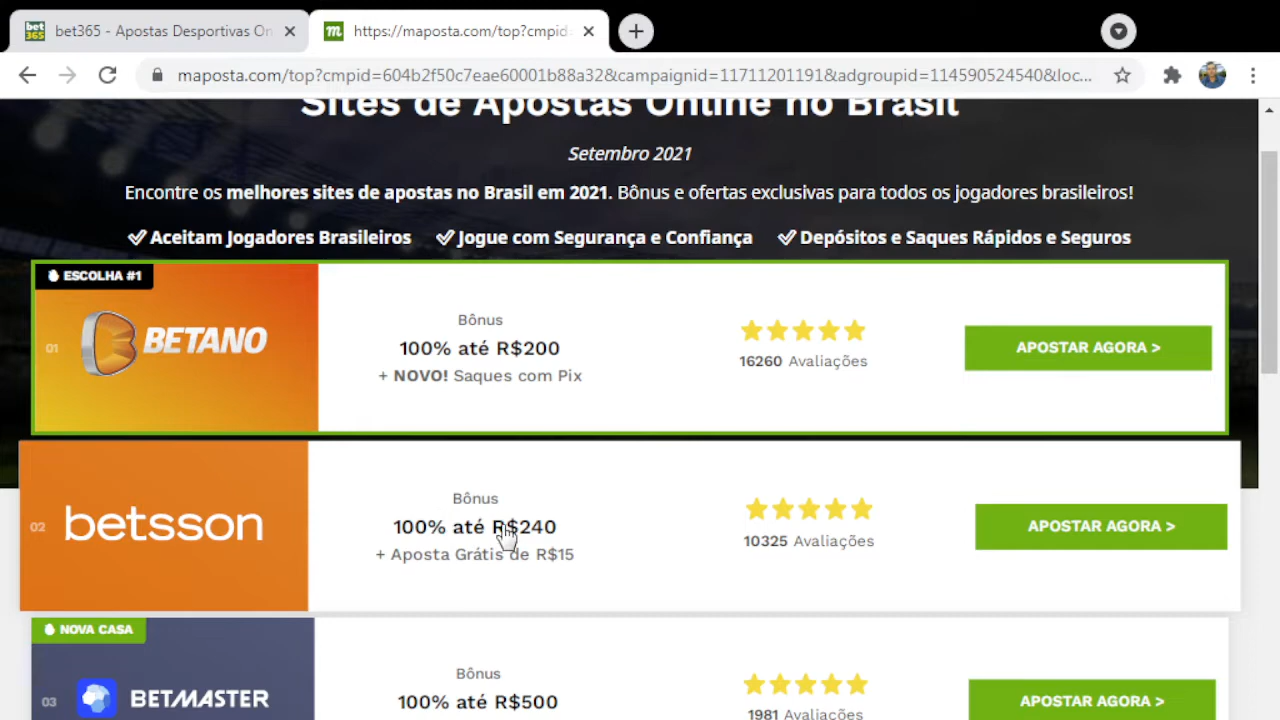 bet365 - Apostas Desportivas On
https://maposta.com/top?cmpid
maposta.com/top?cmpid=604b2f50c7eae60001b88a32&campaignid=11711201191&adgroupid=114590524540&loc...
Sites de Apostas Online no Brasil
Setembro 2021
Encontre os melhores sites de apostas no Brasil em 2021. Bônus e ofertas exclusivas para todos os jogadores brasileiros!
Aceitam Jogadores Brasileiros Jogue com Segurança e Confiança Depósitos e Saques Rápidos e Seguros
ESCOLHA #1
01
BETANO
Bônus
100% até R$200
+ NOVO! Saques com Pix
16260 Avaliações
APOSTAR AGORA >
02
betsson
Bônus
100% até R$240
+ Aposta Grátis de R$15
10325 Avaliações
APOSTAR AGORA >
NOVA CASA
03
BETMASTER
Bônus
100% até R$500
1981 Avaliações
APOSTAR AGORA >